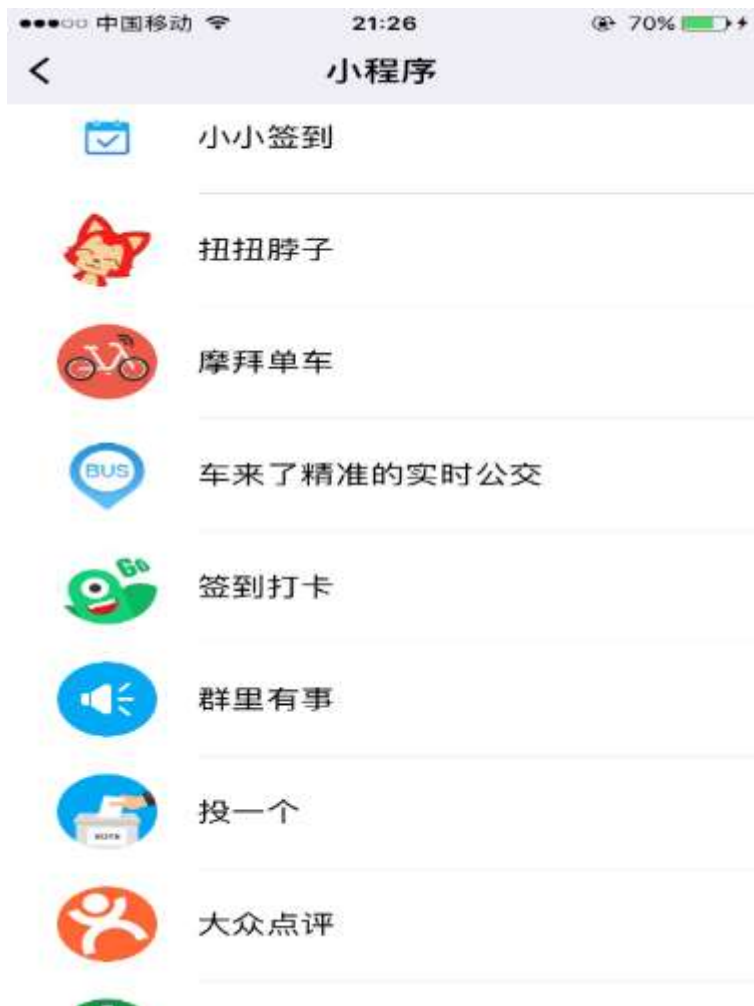 中国移动 21:26 70%
小程序
小小签到
扭扭脖子
摩拜单车
BUS
车来了精准的实时公交
Go
签到打卡
群里有事
VOTE
投一个
大众点评